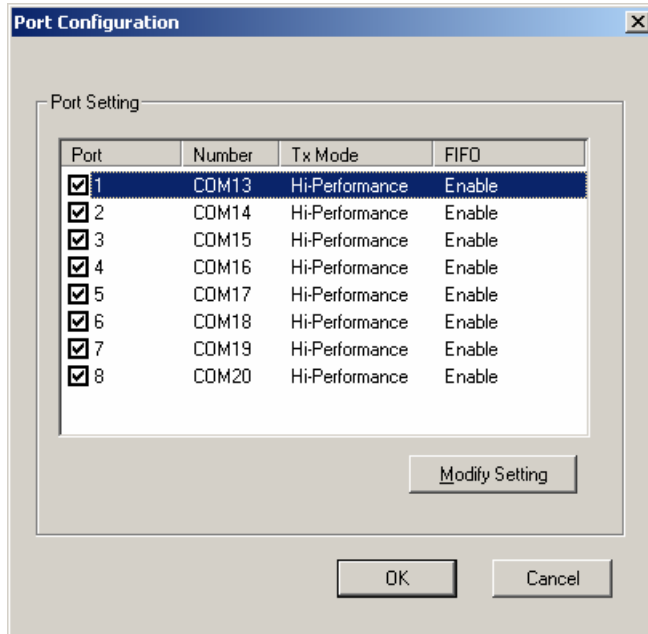 Port Configuration
Port Setting
Port Number Tx Mode FIFO
1 COM13 Hi-Performance Enable
2 COM14 Hi-Performance Enable
3 COM15 Hi-Performance Enable
4 COM16 Hi-Performance Enable
5 COM17 Hi-Performance Enable
6 COM18 Hi-Performance Enable
7 COM19 Hi-Performance Enable
8 COM20 Hi-Performance Enable
Modify Setting
OK Cancel